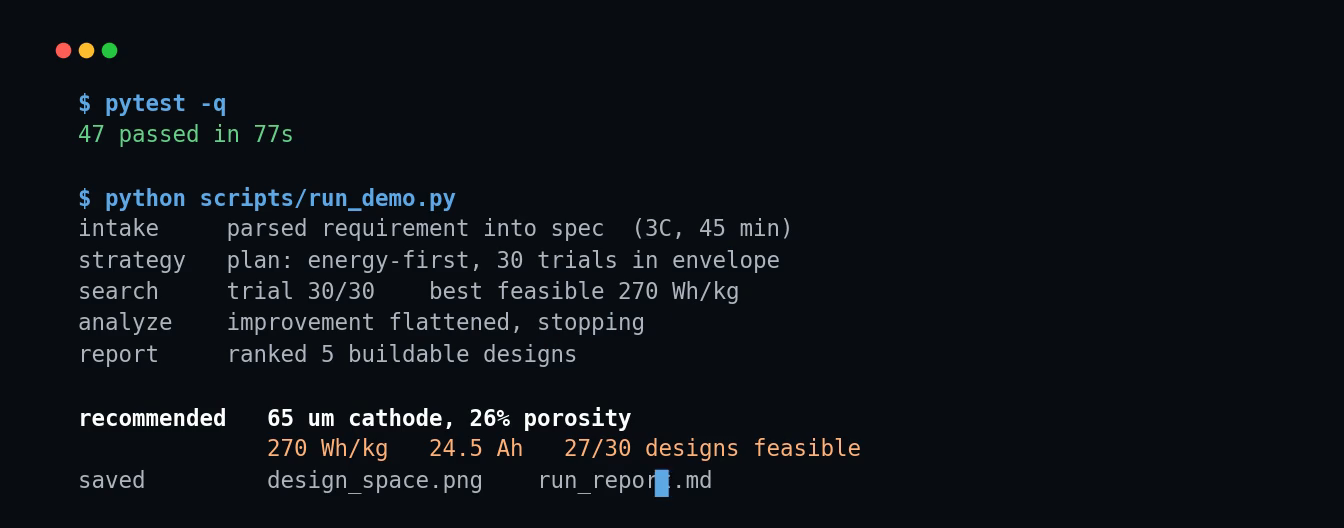 $ pytest -q
47 passed in 77s
$ python scripts/run_demo.py
intake parsed requirement into spec (3C, 45 min)
strategy plan: energy-first, 30 trials in envelope
search trial 30/30 best feasible 270 Wh/kg
analyze improvement flattened, stopping
report ranked 5 buildable designs
recommended 65 um cathode, 26% porosity
270 Wh/kg 24.5 Ah 27/30 designs feasible
saved design_space.png run_report.md